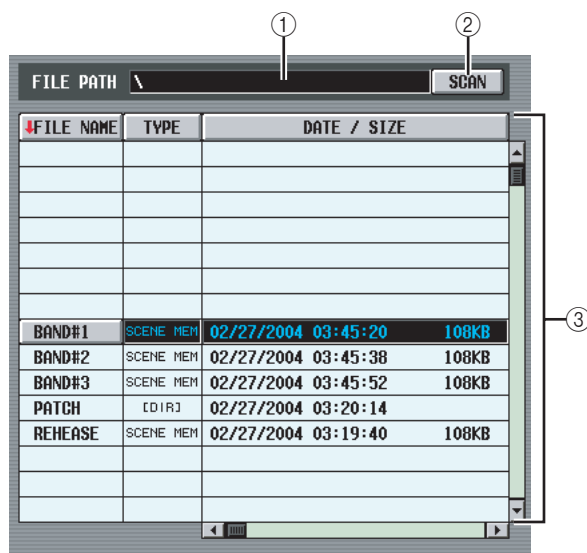 ① ②
FILE PATH \ SCAN
FILE NAME TYPE DATE / SIZE
③
BAND#1 SCENE MEM 02/27/2004 03:45:20 108KB
BAND#2 SCENE MEM 02/27/2004 03:45:38 108KB
BAND#3 SCENE MEM 02/27/2004 03:45:52 108KB
PATCH [DIR] 02/27/2004 03:20:14
REHEASE SCENE MEM 02/27/2004 03:19:40 108KB